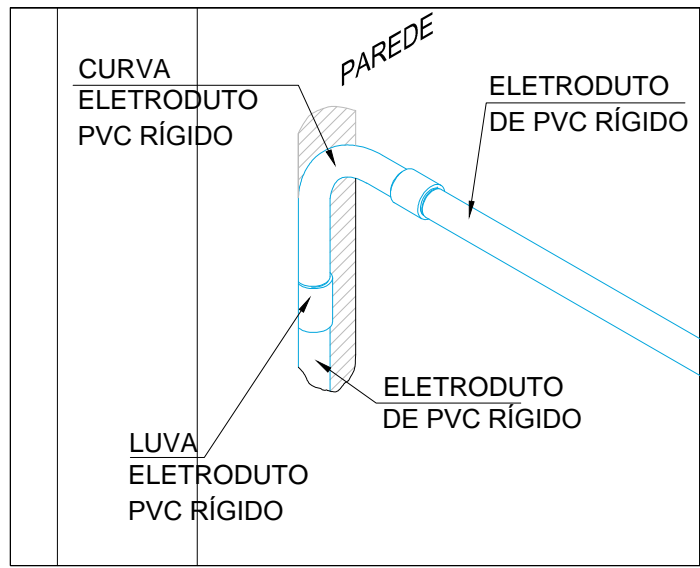 PAREDE
CURVA
ELETRODUTO
PVC RÍGIDO
ELETRODUTO
DE PVC RÍGIDO
ELETRODUTO
DE PVC RÍGIDO
LUVA
ELETRODUTO
PVC RÍGIDO